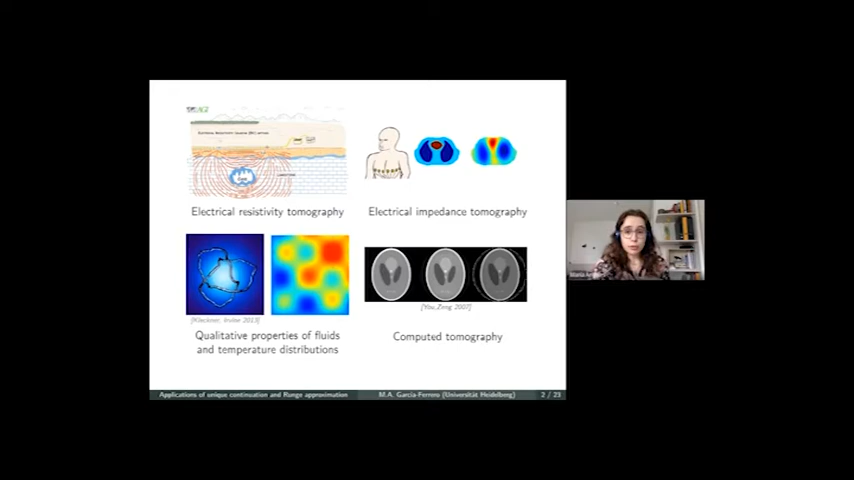 Electrical resistivity tomography
Electrical impedance tomography
[Kleckner, Irvine 2013]
[You, Zeng 2007]
Qualitative properties of fluids
and temperature distributions
Computed tomography
Applications of unique continuation and Runge approximation
M.A. García-Ferrero (Universität Heidelberg)
2 / 23